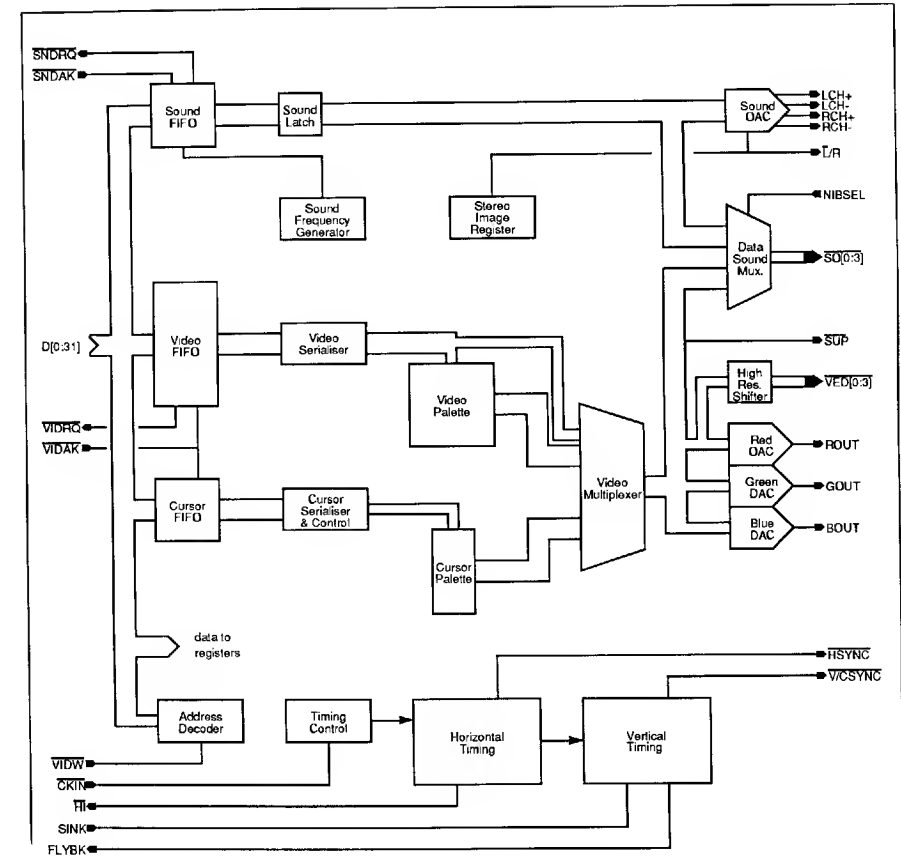 SNDRQ
SNDAK
Sound
FIFO
Sound
Latch
Sound
OAC
LCH+
LCH-
RCH+
RCH-
L/R
Sound
Frequency
Generator
Stereo
Image
Register
NIBSEL
Data
Sound
Mux.
SO[0:3]
D[0:31]
Video
FIFO
Video
Serialiser
Video
Palette
SUP
High
Res.
Shifter
VED[0:3]
VIDRQ
VIDAK
Red
OAC
ROUT
Cursor
FIFO
Cursor
Serialiser
& Control
Video
Multiplexer
Green
DAC
GOUT
Blue
DAC
BOUT
Cursor
Palette
data to
registers
HSYNC
V/CSYNC
Address
Decoder
Timing
Control
Horizontal
Timing
Vertical
Timing
VIDW
CKIN
HI
SINK
FLYBK